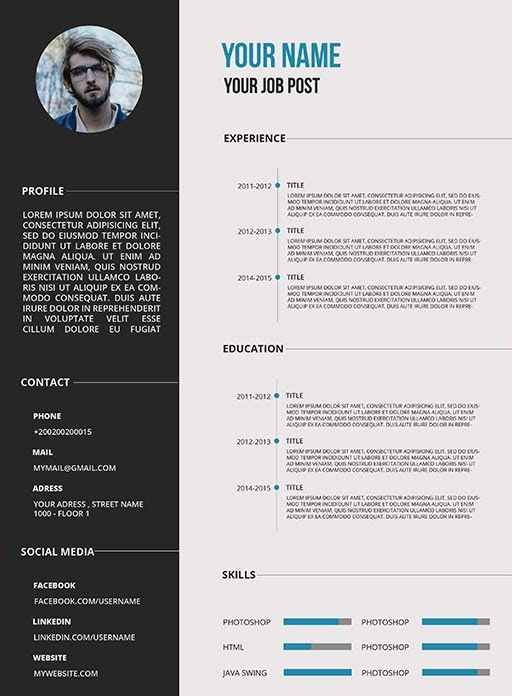 YOUR NAME
YOUR JOB POST
PROFILE
LOREM IPSUM DOLOR SIT AMET,
CONSECTETUR ADIPISICING ELIT,
SED DO EIUSMOD TEMPOR INCI-
DIDUNT UT LABORE ET DOLORE
MAGNA ALIQUA. UT ENIM AD
MINIM VENIAM, QUIS NOSTRUD
EXERCITATION ULLAMCO LABO-
RIS NISI UT ALIQUIP EX EA COM-
MODO CONSEQUAT. DUIS AUTE
IRURE DOLOR IN REPREHENDERIT
IN VOLUPTATE VELIT ESSE
CILLUM DOLORE EU FUGIAT
CONTACT
PHONE
+200200200015
MAIL
MYMAIL@GMAIL.COM
ADRESS
YOUR ADRESS , STREET NAME
1000 - FLOOR 1
SOCIAL MEDIA
FACEBOOK
FACEBOOK.COM/USERNAME
LINKEDIN
LINKEDIN.COM/USERNAME
WEBSITE
MYWEBSITE.COM
EXPERIENCE
2011-2012 TITLE
LOREM IPSUM DOLOR SIT AMET, CONSECTETUR ADIPISICING ELIT, SED DO EIUS-
MOD TEMPOR INCIDIDUNT UT LABORE ET DOLORE MAGNA ALIQUA. UT ENIM
AD MINIM VENIAM, QUIS NOSTRUD EXERCITATION ULLAMCO LABORIS NISI UT
ALIQUIP EX EA COMMODO CONSEQUAT. DUIS AUTE IRURE DOLOR IN REPRE-
2012-2013 TITLE
LOREM IPSUM DOLOR SIT AMET, CONSECTETUR ADIPISICING ELIT, SED DO EIUS-
MOD TEMPOR INCIDIDUNT UT LABORE ET DOLORE MAGNA ALIQUA. UT ENIM
AD MINIM VENIAM, QUIS NOSTRUD EXERCITATION ULLAMCO LABORIS NISI UT
ALIQUIP EX EA COMMODO CONSEQUAT. DUIS AUTE IRURE DOLOR IN REPRE-
2014-2015 TITLE
LOREM IPSUM DOLOR SIT AMET, CONSECTETUR ADIPISICING ELIT, SED DO EIUS-
MOD TEMPOR INCIDIDUNT UT LABORE ET DOLORE MAGNA ALIQUA. UT ENIM
AD MINIM VENIAM, QUIS NOSTRUD EXERCITATION ULLAMCO LABORIS NISI UT
ALIQUIP EX EA COMMODO CONSEQUAT. DUIS AUTE IRURE DOLOR IN REPRE-
EDUCATION
2011-2012 TITLE
LOREM IPSUM DOLOR SIT AMET, CONSECTETUR ADIPISICING ELIT, SED DO EIUS-
MOD TEMPOR INCIDIDUNT UT LABORE ET DOLORE MAGNA ALIQUA. UT ENIM
AD MINIM VENIAM, QUIS NOSTRUD EXERCITATION ULLAMCO LABORIS NISI UT
ALIQUIP EX EA COMMODO CONSEQUAT. DUIS AUTE IRURE DOLOR IN REPRE-
2012-2013 TITLE
LOREM IPSUM DOLOR SIT AMET, CONSECTETUR ADIPISICING ELIT, SED DO EIUS-
MOD TEMPOR INCIDIDUNT UT LABORE ET DOLORE MAGNA ALIQUA. UT ENIM
AD MINIM VENIAM, QUIS NOSTRUD EXERCITATION ULLAMCO LABORIS NISI UT
ALIQUIP EX EA COMMODO CONSEQUAT. DUIS AUTE IRURE DOLOR IN REPRE-
2014-2015 TITLE
LOREM IPSUM DOLOR SIT AMET, CONSECTETUR ADIPISICING ELIT, SED DO EIUS-
MOD TEMPOR INCIDIDUNT UT LABORE ET DOLORE MAGNA ALIQUA. UT ENIM
AD MINIM VENIAM, QUIS NOSTRUD EXERCITATION ULLAMCO LABORIS NISI UT
ALIQUIP EX EA COMMODO CONSEQUAT. DUIS AUTE IRURE DOLOR IN REPRE-
SKILLS
PHOTOSHOP PHOTOSHOP
HTML PHOTOSHOP
JAVA SWING PHOTOSHOP